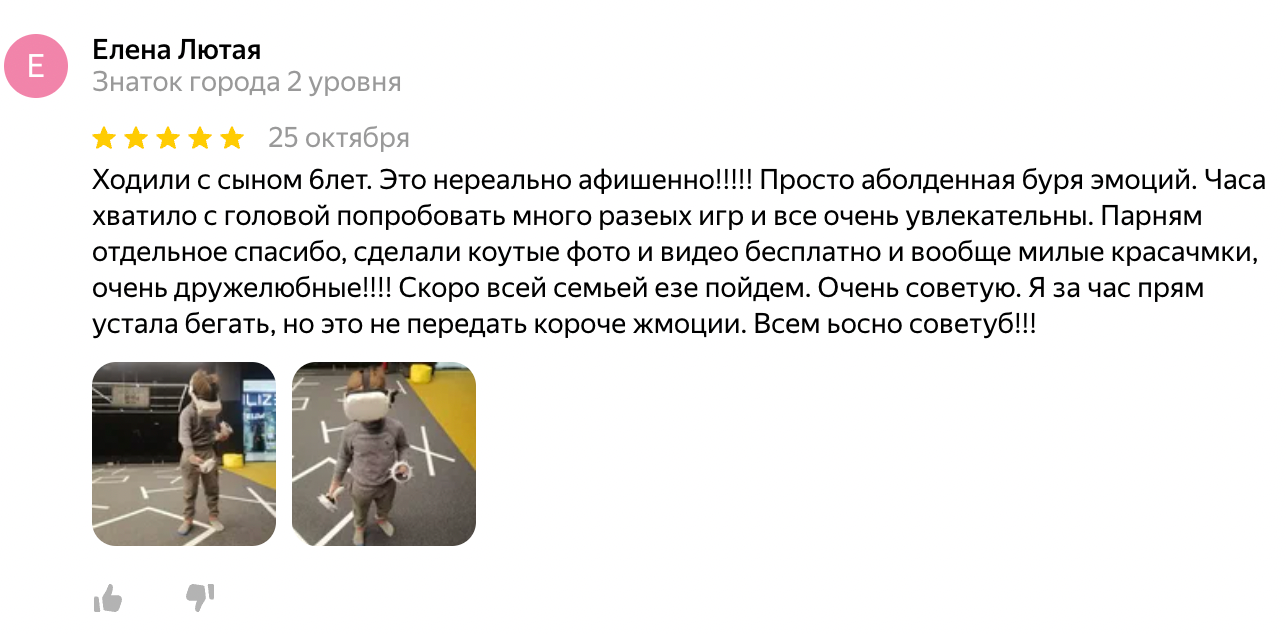 Е
Елена Лютая
Знаток города 2 уровня
25 октября
Ходили с сыном 6лет. Это нереально афишенно!!!!! Просто аболденная буря эмоций. Часа
хватило с головой попробовать много разеых игр и все очень увлекательны. Парням
отдельное спасибо, сделали коутые фото и видео бесплатно и вообще милые красачмки,
очень дружелюбные!!!! Скоро всей семьей езе пойдем. Очень советую. Я за час прям
устала бегать, но это не передать короче жмоции. Всем ьосно советуб!!!